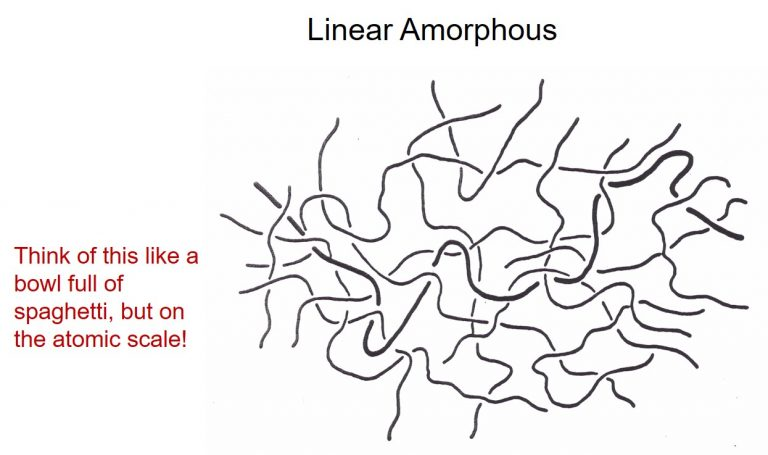 Linear Amorphous
Think of this like a
bowl full of
spaghetti, but on
the atomic scale!